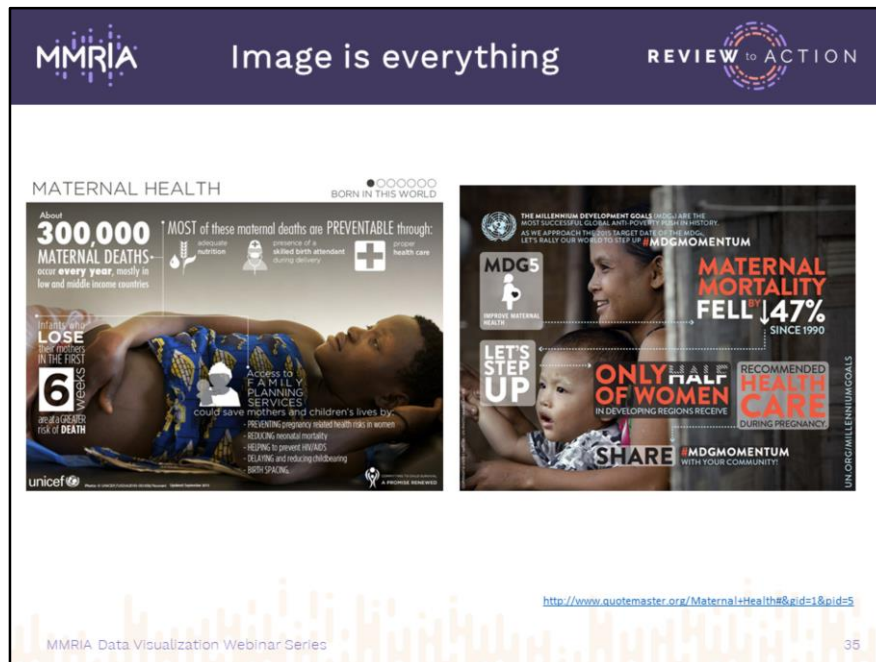 MMRIA
Image is everything
REVIEW to ACTION
MATERNAL HEALTH
BORN IN THIS WORLD
About
300,000
MATERNAL DEATHS
occur every year, mostly in
low and middle income countries
MOST of these maternal deaths are PREVENTABLE through:
adequate
nutrition
presence of a
skilled birth attendant
during delivery
proper
health care
Infants who
LOSE
their mothers
IN THE FIRST
6 weeks
are at a GREATER
risk of DEATH
Access to
FAMILY
PLANNING
SERVICES
could save mothers and children's lives by:
- PREVENTING pregnancy related health risks in women
- REDUCING neonatal mortality
- HELPING to prevent HIV/AIDS
- DELAYING and reducing childbearing
- BIRTH SPACING.
unicef
A PROMISE RENEWED
THE MILLENNIUM DEVELOPMENT GOALS (MDGs) ARE THE
MOST SUCCESSFUL GLOBAL ANTI-POVERTY PUSH IN HISTORY.
AS WE APPROACH THE 2015 TARGET DATE OF THE MDGs,
LET'S RALLY OUR WORLD TO STEP UP #MDGMOMENTUM
MDG5
IMPROVE MATERNAL
HEALTH
MATERNAL
MORTALITY
FELL BY 47%
SINCE 1990
LET'S
STEP
UP
ONLY HALF
OF WOMEN
IN DEVELOPING REGIONS RECEIVE
RECOMMENDED
HEALTH
CARE
DURING PREGNANCY.
SHARE
#MDGMOMENTUM
WITH YOUR COMMUNITY!
UN.ORG/MILLENNIUMGOALS
http://www.quotemaster.org/Maternal+Health#&gid=1&pid=5
MMRIA Data Visualization Webinar Series
35